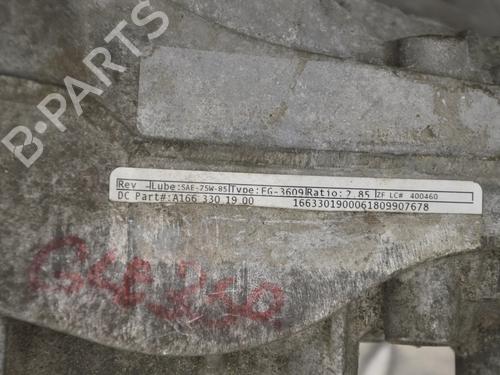 B-PARTS
Rev - Lube:SAE-75W-85 Type:FG-3609 Ratio: 2.85 ZF LC# 400460
DC Part#:A166 330 19 00 1663301900061809907678
GLE350